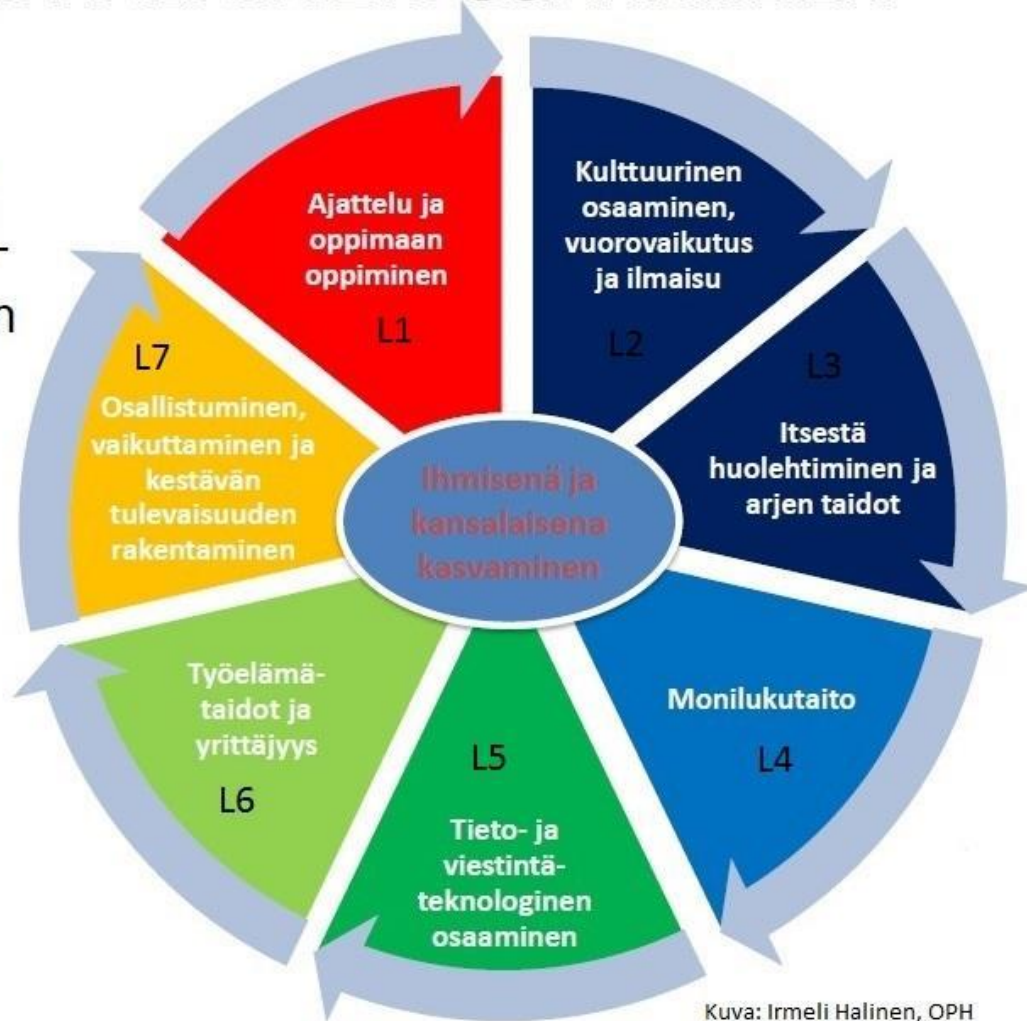 Ajattelu ja
oppimaan
oppiminen
L1
Kulttuurinen
osaaminen,
vuorovaikutus
ja ilmaisu
L2
L3
Itsestä
huolehtiminen ja
arjen taidot
Monilukutaito
L4
L5
Tieto- ja
viestintä-
teknologinen
osaaminen
Työelämä-
taidot ja
yrittäjyys
L6
L7
Osallistuminen,
vaikuttaminen ja
kestävän
tulevaisuuden
rakentaminen
Ihmisenä ja
kansalaisena
kasvaminen
Kuva: Irmeli Halinen, OPH